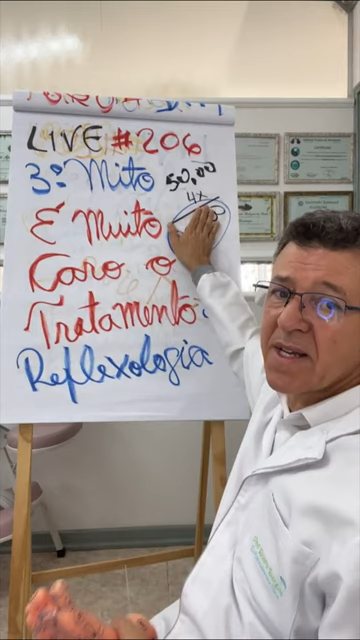 LIVE #206
3º Mito
50,00
4x
É Muito
Caro o
Tratamento
Reflexologia